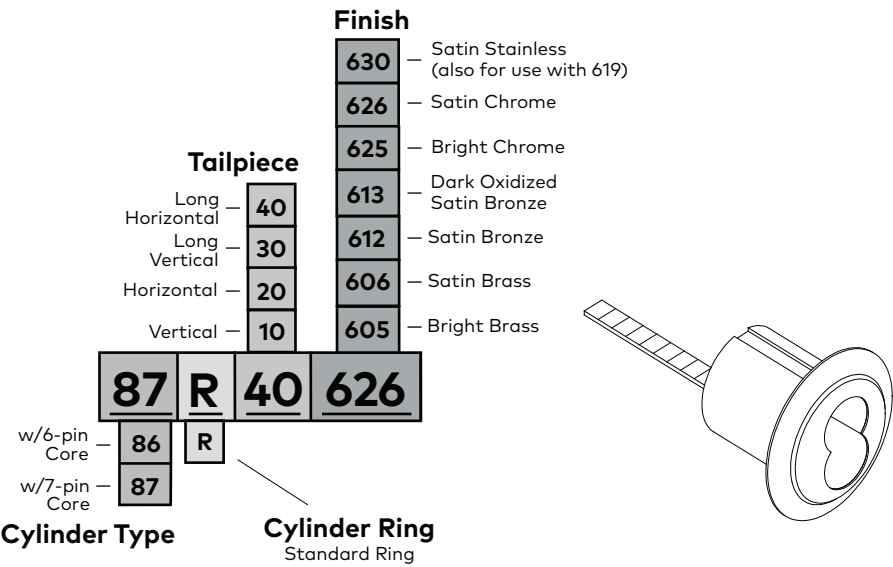 Finish
630
Satin Stainless
(also for use with 619)
626
Satin Chrome
625
Bright Chrome
613
Dark Oxidized
Satin Bronze
612
Satin Bronze
606
Satin Brass
605
Bright Brass
Tailpiece
Long
Horizontal
40
Long
Vertical
30
Horizontal
20
Vertical
10
87 R 40 626
w/6-pin
Core
86
R
w/7-pin
Core
87
Cylinder Type
Cylinder Ring
Standard Ring